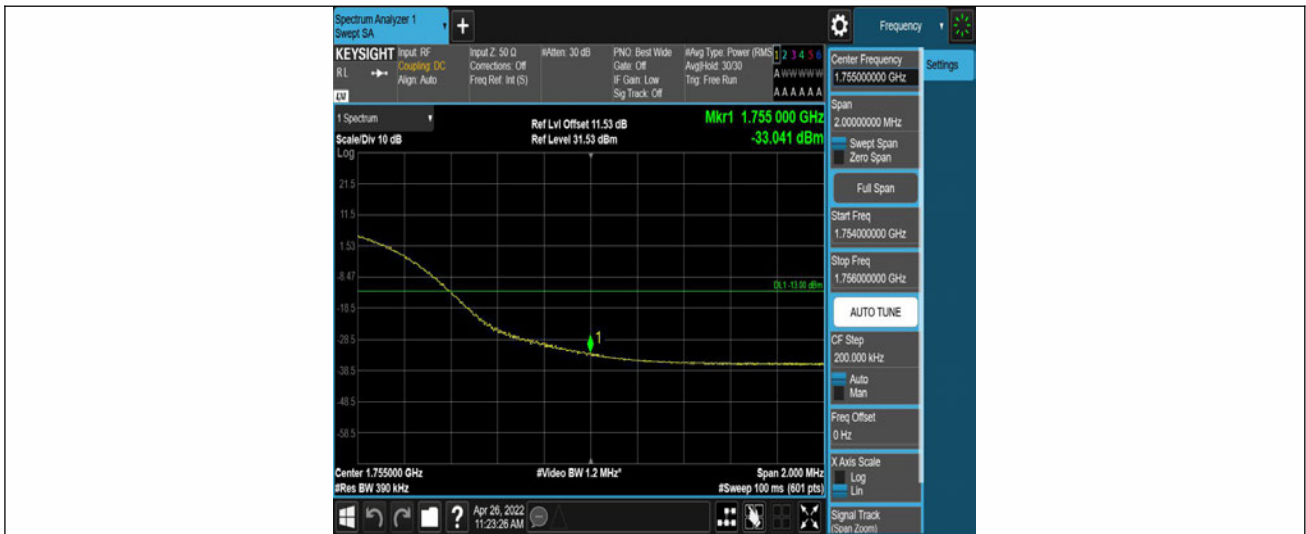 Spectrum Analyzer 1
Swept SA
+
Frequency
KEYSIGHT
R L
Input: RF
Coupling: DC
Align: Auto
Input Z: 50 Ω
Corrections: Off
Freq Ref: Int (S)
#Atten: 30 dB
PNO: Best Wide
Gate: Off
IF Gain: Low
Sig Track: Off
#Avg Type: Power (RMS
Avg|Hold: 30/30
Trig: Free Run
1 2 3 4 5 6
A W W W W W
A A A A A A
1 Spectrum
Scale/Div 10 dB
Log
Ref Lvl Offset 11.53 dB
Ref Level 31.53 dBm
Mkr1 1.755 000 GHz
-33.041 dBm
21.5
11.5
1.53
-8.47
DL1 -13.00 dBm
-18.5
-28.5
1
-38.5
-48.5
-58.5
Center 1.755000 GHz
#Res BW 390 kHz
#Video BW 1.2 MHz*
Span 2.000 MHz
#Sweep 100 ms (601 pts)
?
Apr 26, 2022
11:23:26 AM
Center Frequency
1.755000000 GHz
Settings
Span
2.00000000 MHz
Swept Span
Zero Span
Full Span
Start Freq
1.754000000 GHz
Stop Freq
1.756000000 GHz
AUTO TUNE
CF Step
200.000 kHz
Auto
Man
Freq Offset
0 Hz
X Axis Scale
Log
Lin
Signal Track
(Span Zoom)